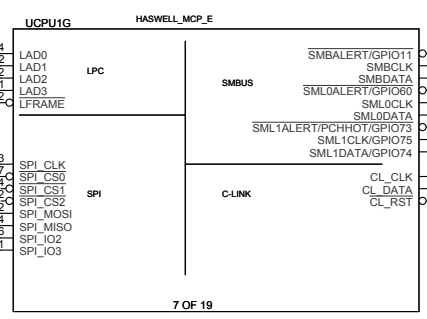 UCPU1G
HASWELL_MCP_E
LAD0
LAD1
LAD2
LAD3
LFRAME
LPC
SPI_CLK
SPI_CS0
SPI_CS1
SPI_CS2
SPI_MOSI
SPI_MISO
SPI_IO2
SPI_IO3
SPI
SMBUS
SMBALERT/GPIO11
SMBCLK
SMBDATA
SML0ALERT/GPIO60
SML0CLK
SML0DATA
SML1ALERT/PCHHOT/GPIO73
SML1CLK/GPIO75
SML1DATA/GPIO74
C-LINK
CL_CLK
CL_DATA
CL_RST
7 OF 19